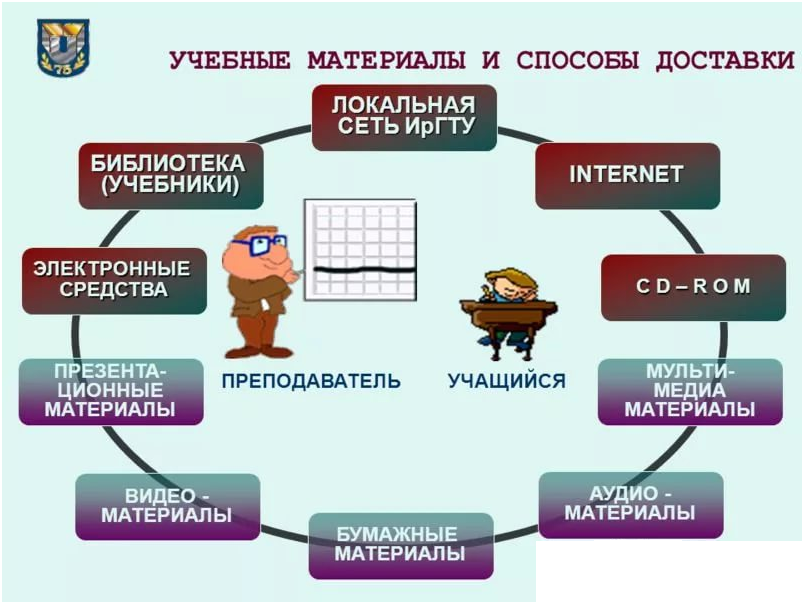 УЧЕБНЫЕ МАТЕРИАЛЫ И СПОСОБЫ ДОСТАВКИ
75
ЛОКАЛЬНАЯ
СЕТЬ ИрГТУ
БИБЛИОТЕКА
(УЧЕБНИКИ)
INTERNET
ЭЛЕКТРОННЫЕ
СРЕДСТВА
C D – R O M
ПРЕПОДАВАТЕЛЬ
УЧАЩИЙСЯ
ПРЕЗЕНТА-
ЦИОННЫЕ
МАТЕРИАЛЫ
МУЛЬТИ-
МЕДИА
МАТЕРИАЛЫ
ВИДЕО -
МАТЕРИАЛЫ
АУДИО -
МАТЕРИАЛЫ
БУМАЖНЫЕ
МАТЕРИАЛЫ